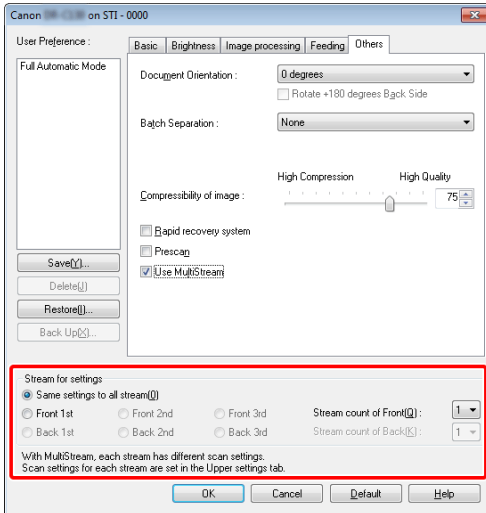 Canon on STI - 0000
User Preference :
Full Automatic Mode
Save(Y)...
Delete(J)
Restore(I)...
Back Up(X)...
Basic Brightness Image processing Feeding Others
Document Orientation : 0 degrees
Rotate +180 degrees Back Side
Batch Separation : None
High Compression High Quality
Compressibility of image : 75
Rapid recovery system
Prescan
Use MultiStream
Stream for settings
Same settings to all stream(0)
Front 1st Front 2nd Front 3rd Stream count of Front(Q) : 1
Back 1st Back 2nd Back 3rd Stream count of Back(K) : 1
With MultiStream, each stream has different scan settings.
Scan settings for each stream are set in the Upper settings tab.
OK Cancel Default Help